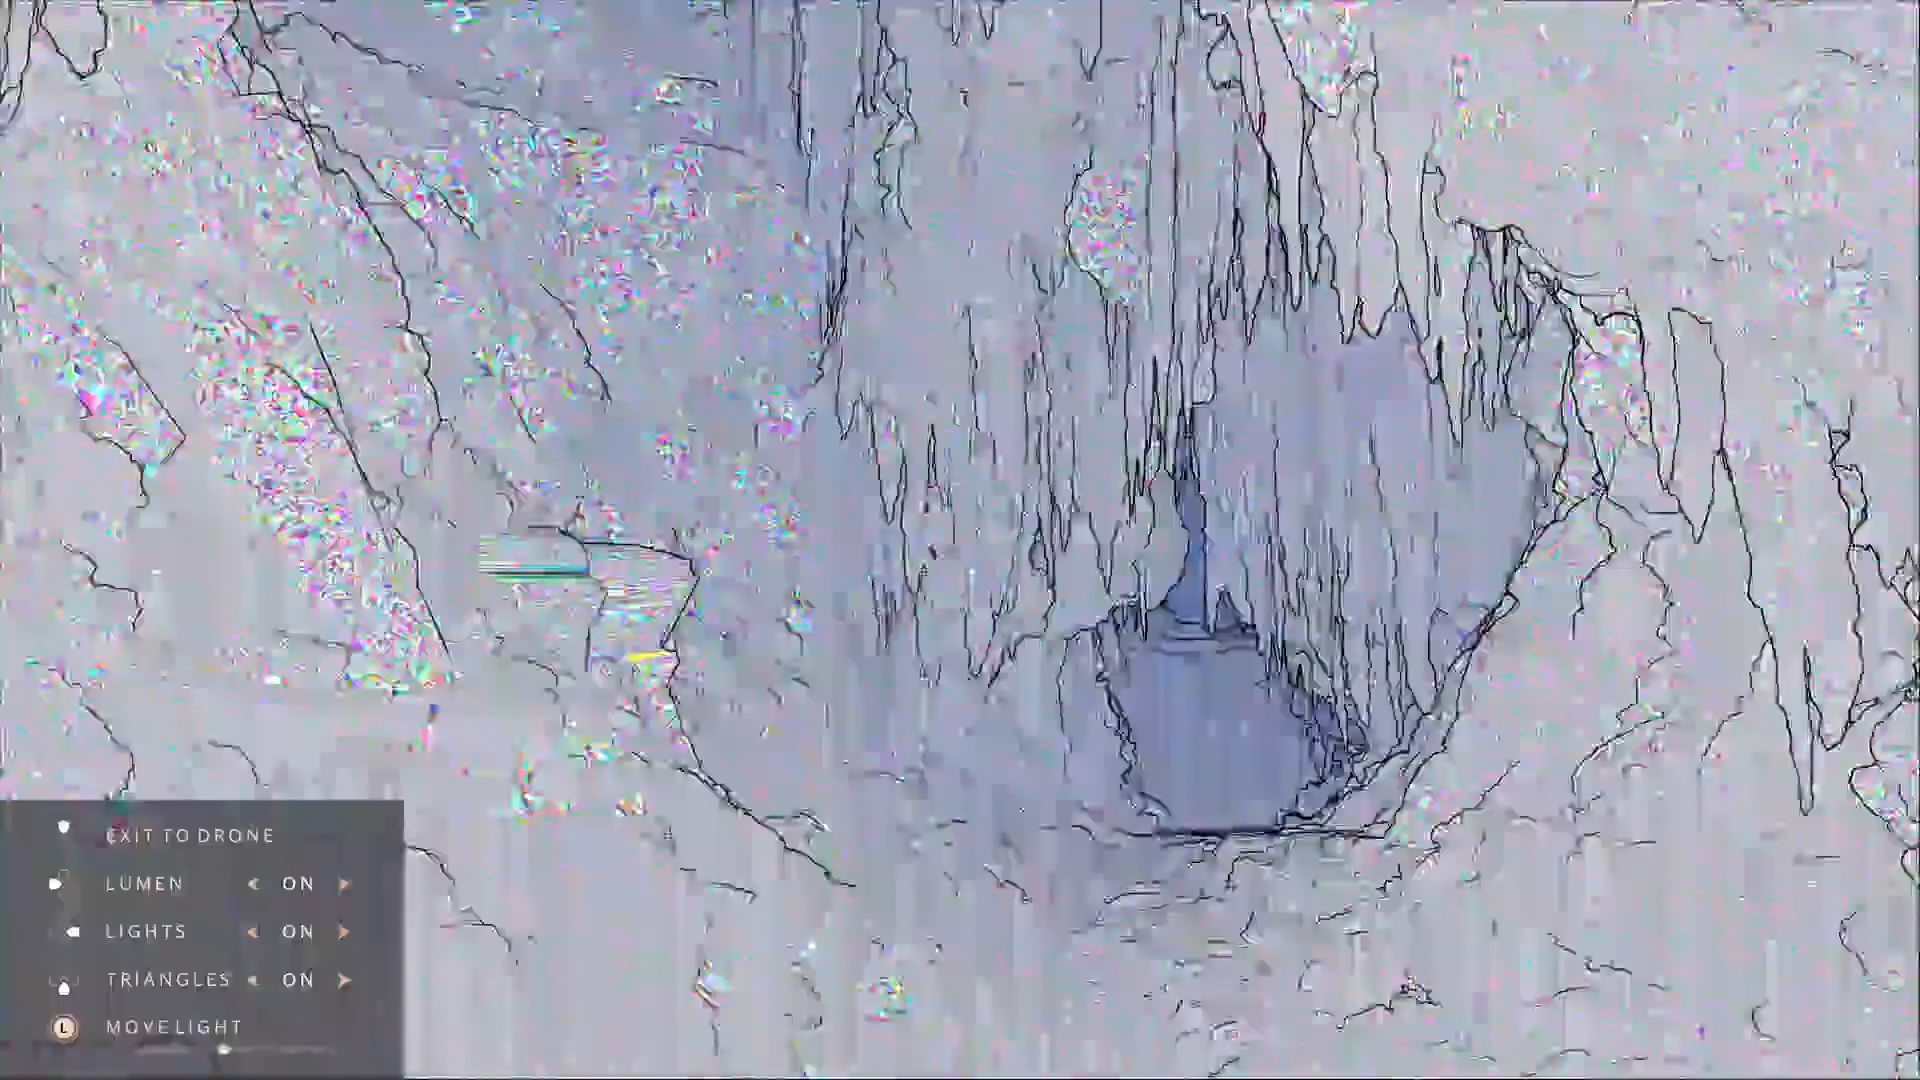 EXIT TO DRONE
LUMEN ON
LIGHTS ON
TRIANGLES ON
L MOVE LIGHT